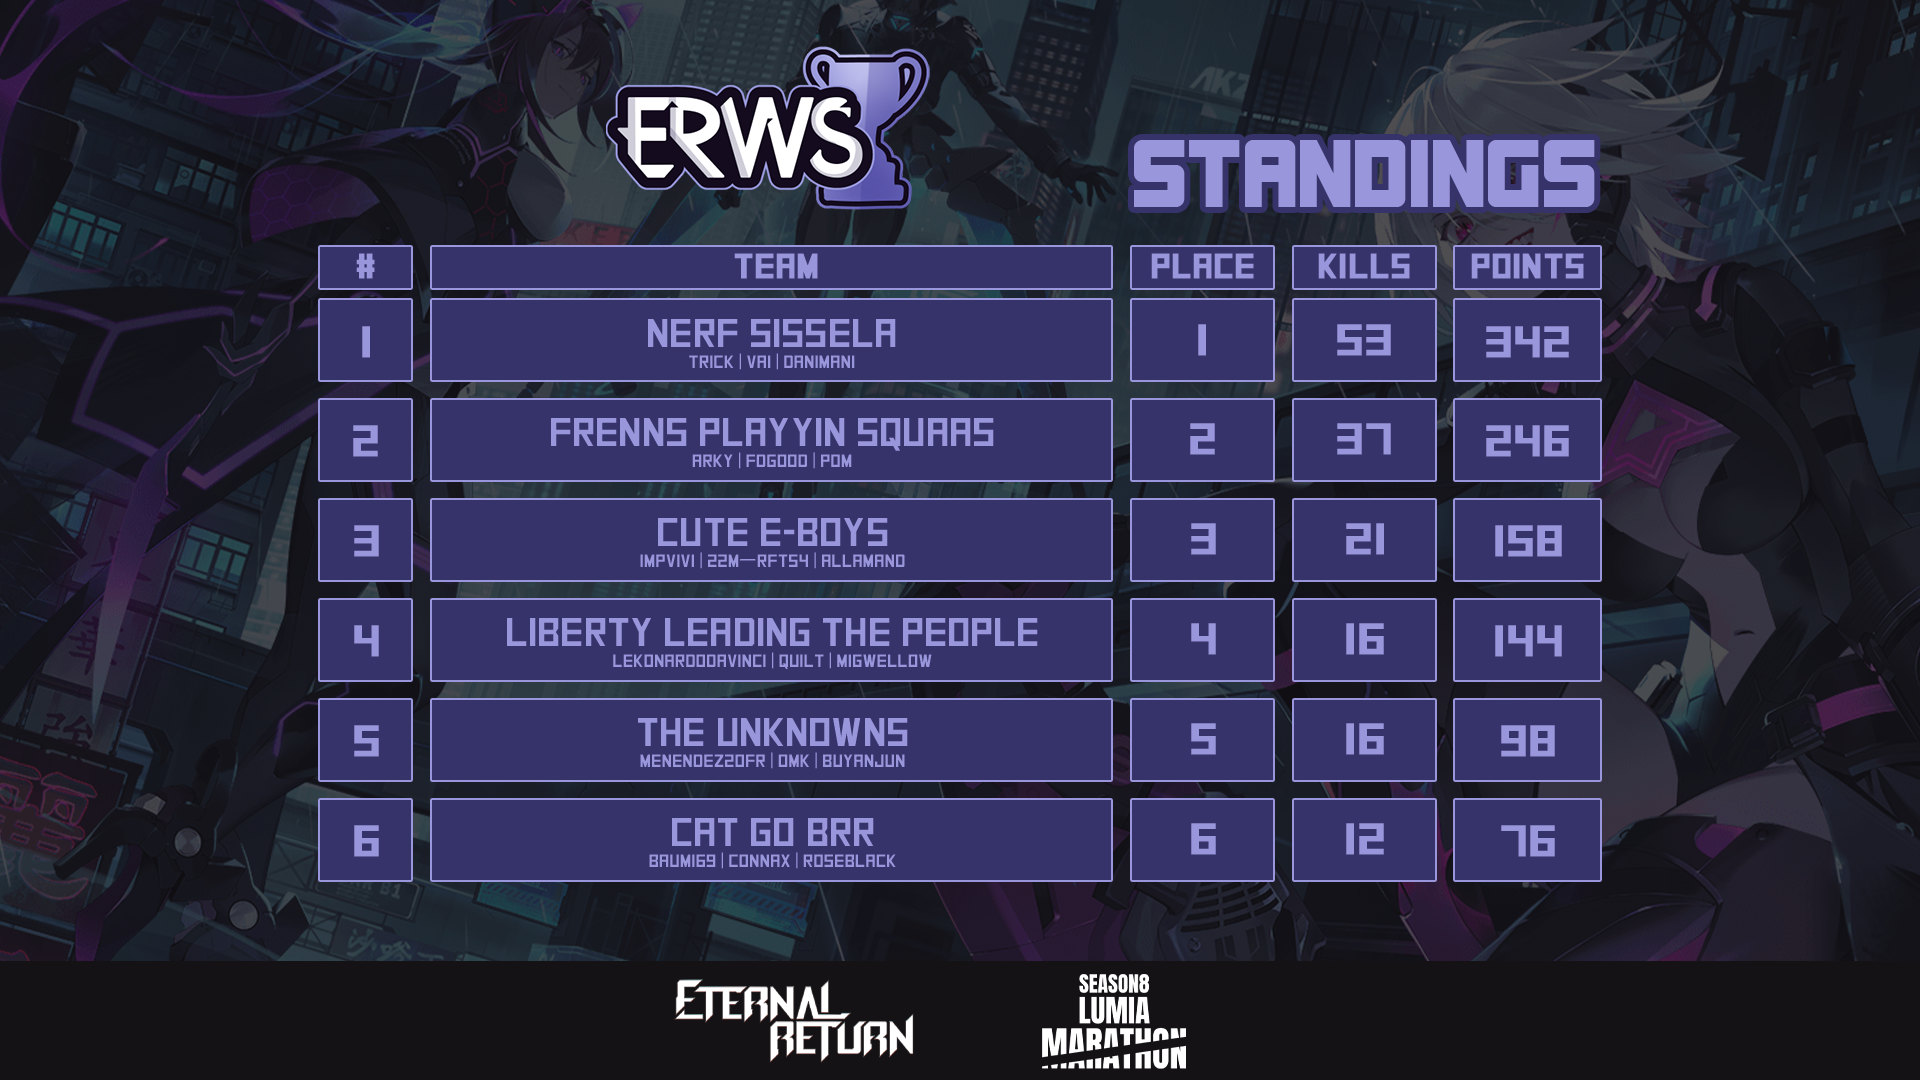 ERWS
STANDINGS
# TEAM PLACE KILLS POINTS
1 NERF SISSELA 1 53 342
TRICK | VAI | DANIMANI
2 FRENNS PLAYYIN SQUAAS 2 37 246
ARKY | FOGOOO | POM
3 CUTE E-BOYS 3 21 158
IMPVIVI | 22M—RFTS4 | ALLAMANO
4 LIBERTY LEADING THE PEOPLE 4 16 144
LEKONARDODAVINCI | QUILT | MIGWELLOW
5 THE UNKNOWNS 5 16 98
MENENDEZ20FR | OMK | BUYANJUN
6 CAT GO BRR 6 12 76
BAUMI69 | CONNAX | ROSEBLACK
ETERNAL
RETURN
SEASON8
LUMIA
MARATHON